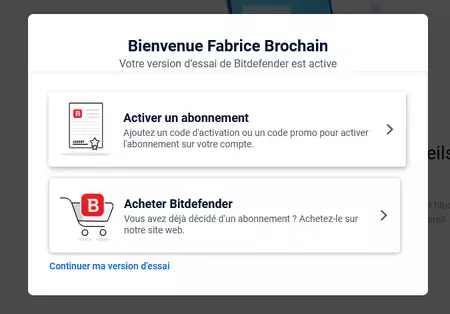 Bienvenue Fabrice Brochain
Votre version d'essai de Bitdefender est active
B
Activer un abonnement
Ajoutez un code d'activation ou un code promo pour activer
l'abonnement sur votre compte.
B
Acheter Bitdefender
Vous avez déjà décidé d'un abonnement ? Achetez-le sur
notre site web.
Continuer ma version d'essai